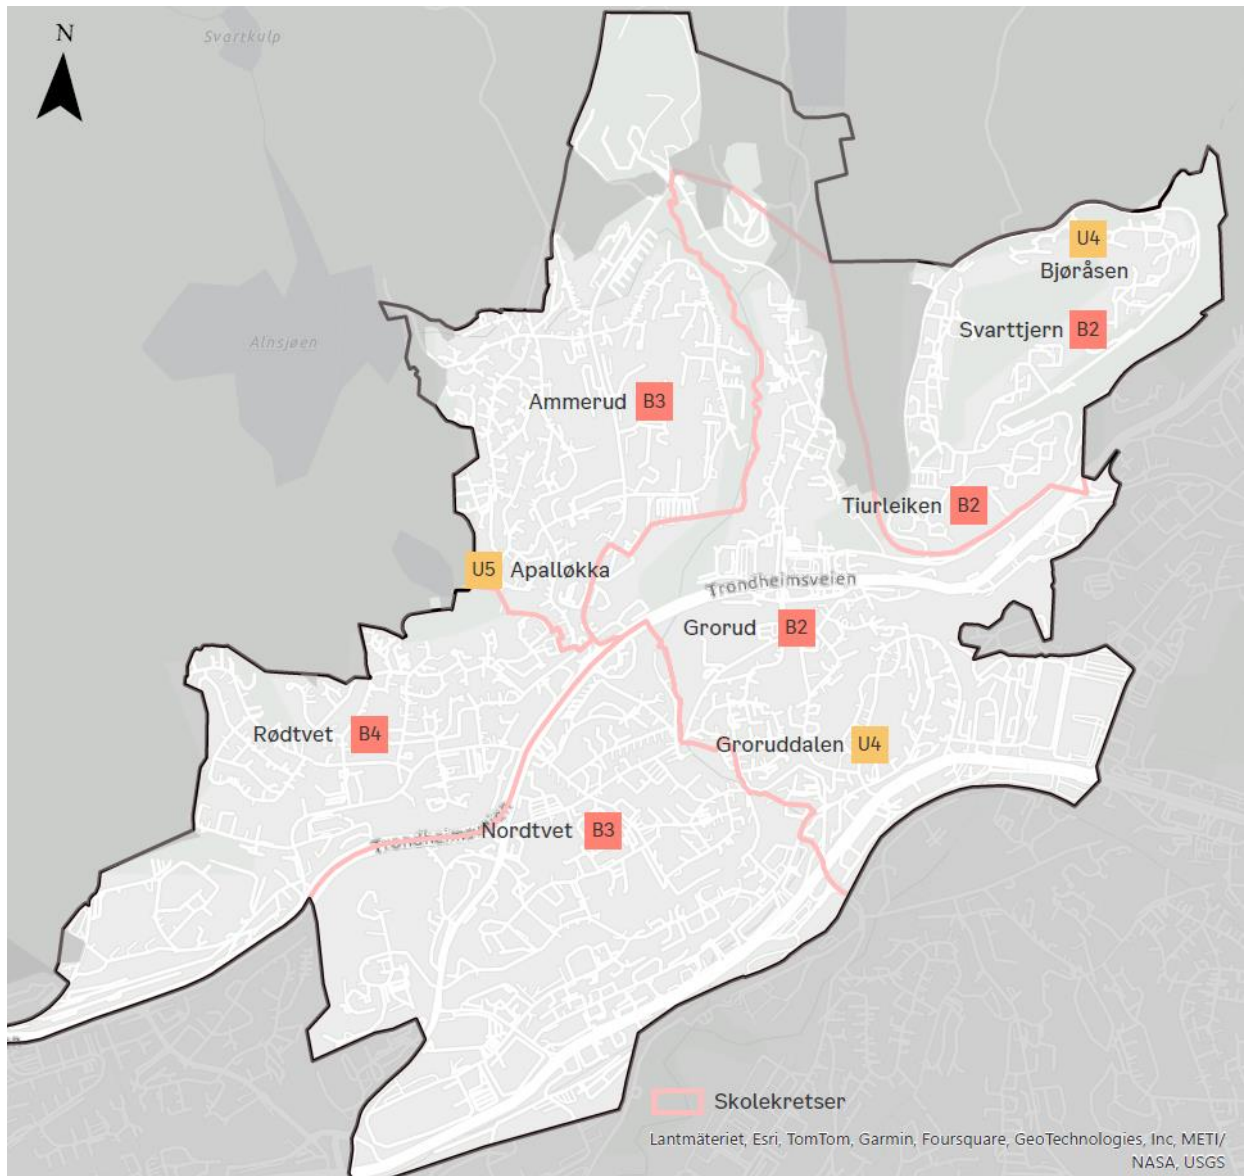 Svartkulp
N
U4
Bjøråsen
Svarttjern B2
Alnsjøen
Ammerud B3
Tiurleiken B2
U5 Apalløkka
Trondheimsveien
Grorud B2
Rødtvet B4
Groruddalen U4
Trondheimsveien
Nordtvet B3
Skolekretser
Lantmäteriet, Esri, TomTom, Garmin, Foursquare, GeoTechnologies, Inc, METI/
NASA, USGS